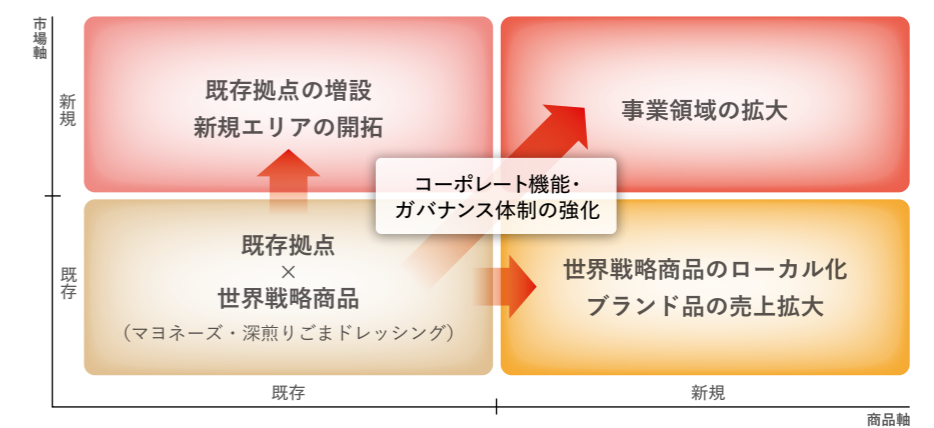 市場軸
新規
既存拠点の増設
新規エリアの開拓
事業領域の拡大
コーポレート機能・
ガバナンス体制の強化
既存
既存拠点
×
世界戦略商品
（マヨネーズ・深煎りごまドレッシング）
世界戦略商品のローカル化
ブランド品の売上拡大
既存
新規
商品軸